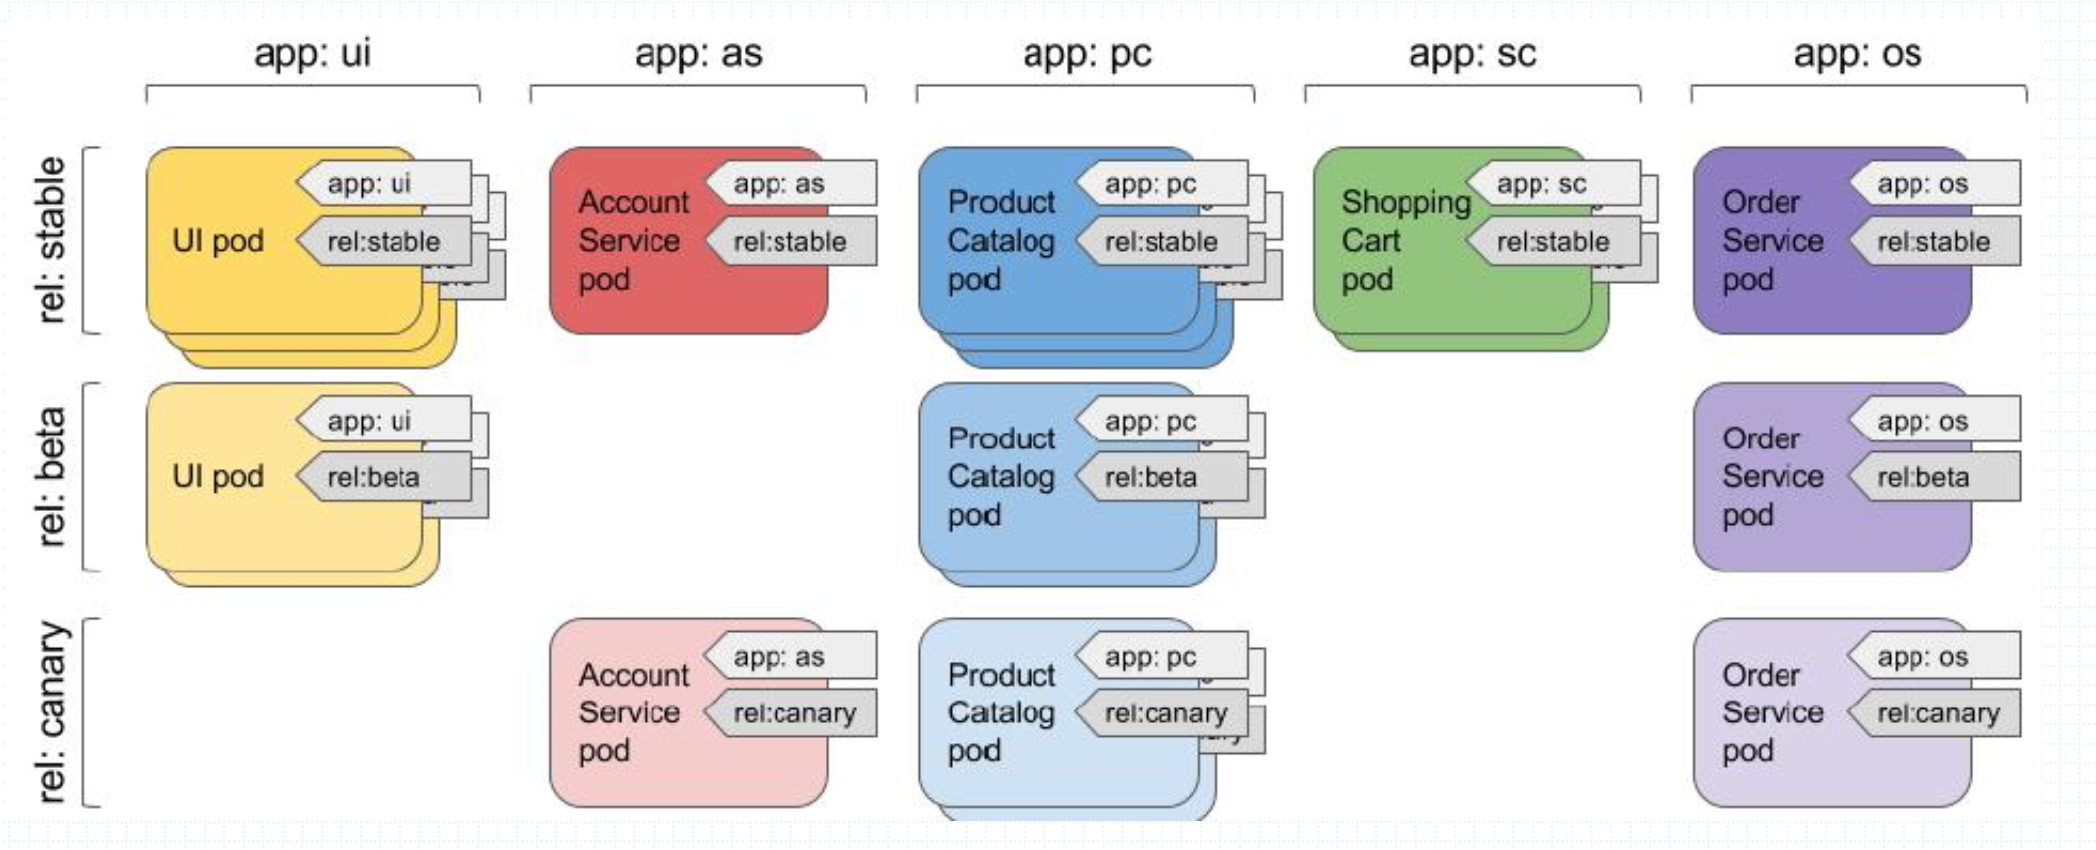 app: ui
app: as
app: pc
app: sc
app: os
rel: stable
UI pod
app: ui
rel:stable
Account
Service
pod
app: as
rel:stable
Product
Catalog
pod
app: pc
rel:stable
Shopping
Cart
pod
app: sc
rel:stable
Order
Service
pod
app: os
rel:stable
rel: beta
UI pod
app: ui
rel:beta
Product
Catalog
pod
app: pc
rel:beta
Order
Service
pod
app: os
rel:beta
rel: canary
Account
Service
pod
app: as
rel:canary
Product
Catalog
pod
app: pc
rel:canary
Order
Service
pod
app: os
rel:canary